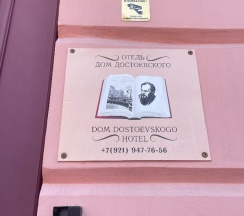 ОТЕЛЬ
ДОМ ДОСТОЕВСКОГО
DOM DOSTOEVSKOGO
HOTEL
+7(921) 947-76-56